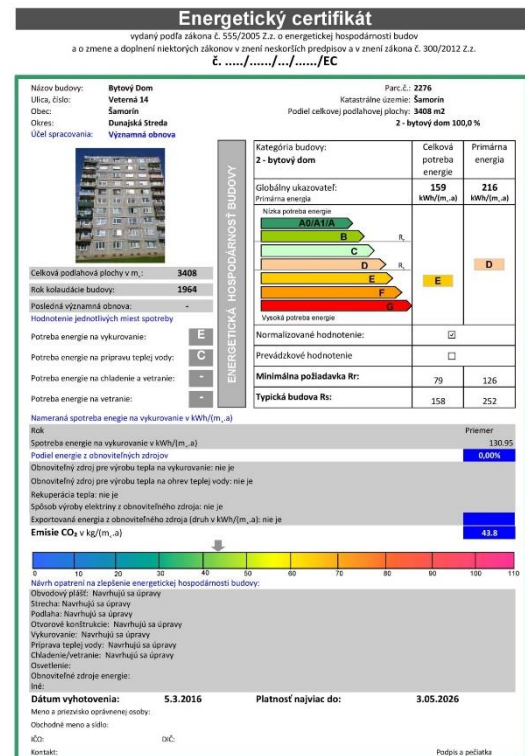 Energetický certifikát
vydaný podľa zákona č. 555/2005 Z.z. o energetickej hospodárnosti budov
a o zmene a doplnení niektorých zákonov v znení neskorších predpisov a v znení zákona č. 300/2012 Z.z.
č. ...../....../.../....../EC
Názov budovy: Bytový Dom Parc.č.: 2276
Ulica, číslo: Veterná 14 Katastrálne územie: Šamorín
Obec: Šamorín Podiel celkovej podlahovej plochy: 3408 m2
Okres: Dunajská Streda 2 - bytový dom 100,0 %
Účel spracovania: Významná obnova
Celková podlahová plochy v m2: 3408
Rok kolaudácie budovy: 1964
Posledná významná obnova: -
Hodnotenie jednotlivých miest spotreby
Potreba energie na vykurovanie: E
Potreba energie na prípravu teplej vody: C
Potreba energie na chladenie a vetranie: -
Potreba energie na vetranie: -
ENERGETICKÁ HOSPODÁRNOSŤ BUDOVY
Kategória budovy: Celková Primárna
2 - bytový dom potreba energia
energie
Globálny ukazovateľ: 159 216
Primárna energia kWh/(m2.a) kWh/(m2.a)
Nízka potreba energie
A0/A1/A
B Rr
C
D Rs D
E E
F
G
Vysoká potreba energie
Normalizované hodnotenie: ☑
Prevádzkové hodnotenie ☐
Minimálna požiadavka Rr: 79 126
Typická budova Rs: 158 252
Nameraná spotreba enegie na vykurovanie v kWh/(m2.a)
Rok Priemer
Spotreba energie na vykurovanie v kWh/(m2.a) 130.95
Podiel energie z obnoviteľných zdrojov 0,00%
Obnoviteľný zdroj pre výrobu tepla na vykurovanie: nie je
Obnoviteľný zdroj pre výrobu tepla na ohrev teplej vody: nie je
Rekuperácia tepla: nie je
Spôsob výroby elektriny z obnoviteľného zdroja: nie je
Exportovaná energia z obnoviteľného zdroja (druh v kWh/(m2.a): nie je
Emisie CO₂ v kg/(m2.a) 43.8
0 10 20 30 40 50 60 70 80 90 100 110
Návrh opatrení na zlepšenie energetickej hospodárnosti budovy:
Obvodový plášť: Navrhujú sa úpravy
Strecha: Navrhujú sa úpravy
Podlaha: Navrhujú sa úpravy
Otvorové konštrukcie: Navrhujú sa úpravy
Vykurovanie: Navrhujú sa úpravy
Príprava teplej vody: Navrhujú sa úpravy
Chladenie/vetranie: Navrhujú sa úpravy
Osvetlenie:
Obnoviteľné zdroje energie:
Iné:
Dátum vyhotovenia: 5.3.2016 Platnosť najviac do: 3.05.2026
Meno a priezvisko oprávnenej osoby:
Obchodné meno a sídlo:
IČO: DIČ:
Kontakt: Podpis a pečiatka